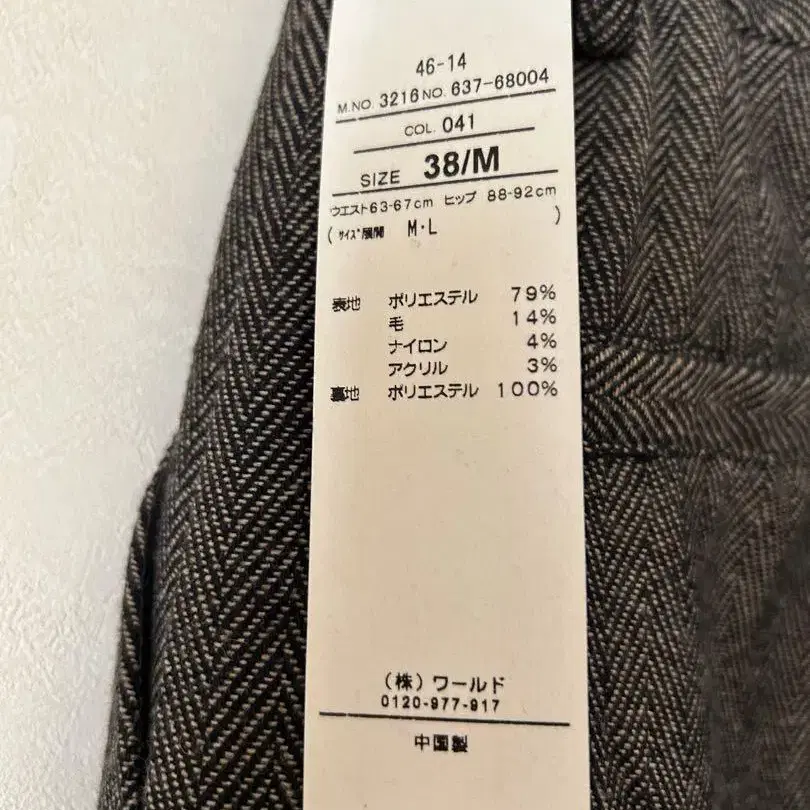 46-14
M.NO. 3216 NO. 637-68004
COL. 041
SIZE 38/M
ウエスト63-67cm ヒップ 88-92cm
(サイズ展開 M・L )
表地 ポリエステル 79%
毛 14%
ナイロン 4%
アクリル 3%
裏地 ポリエステル 100%
(株)ワールド
0120-977-917
中国製